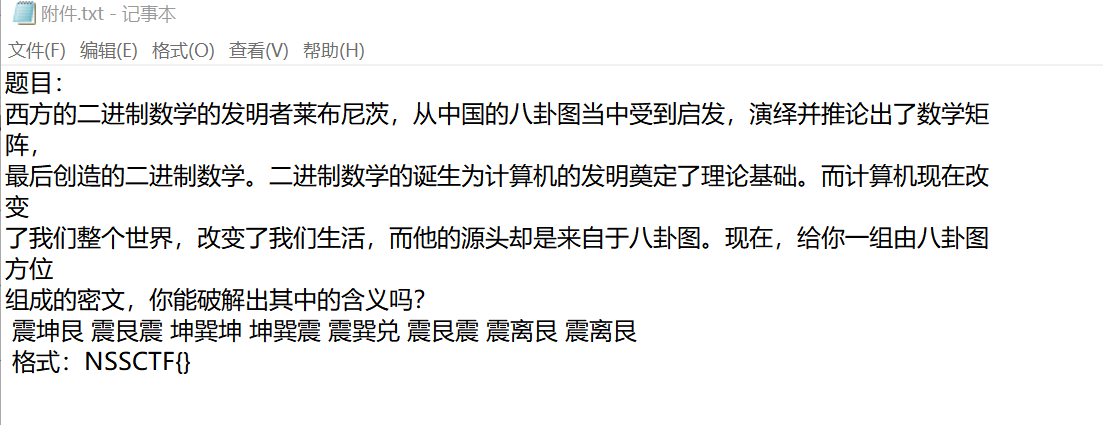 附件.txt - 记事本
文件(F) 编辑(E) 格式(O) 查看(V) 帮助(H)
题目：
西方的二进制数学的发明者莱布尼茨，从中国的八卦图当中受到启发，演绎并推论出了数学矩
阵，
最后创造的二进制数学。二进制数学的诞生为计算机的发明奠定了理论基础。而计算机现在改
变
了我们整个世界，改变了我们生活，而他的源头却是来自于八卦图。现在，给你一组由八卦图
方位
组成的密文，你能破解出其中的含义吗？
震坤艮 震艮震 坤巽坤 坤巽震 震巽兑 震艮震 震离艮 震离艮
格式：NSSCTF{}